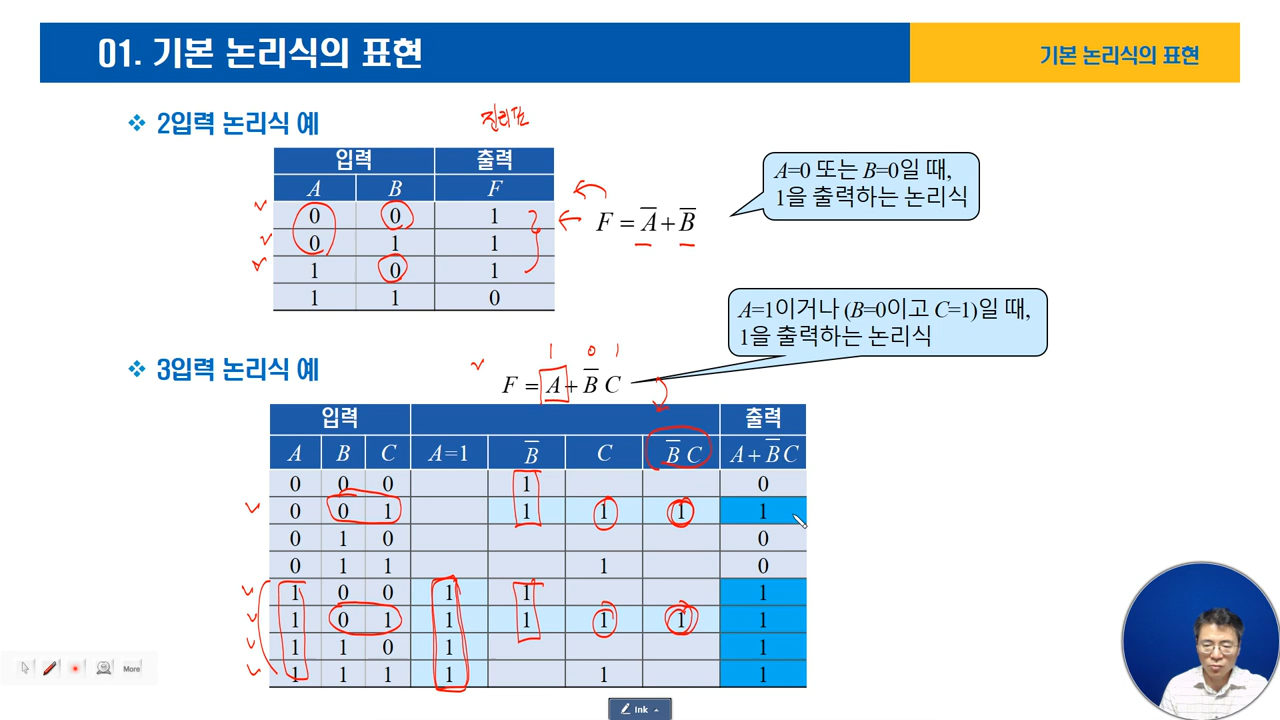 01. 기본 논리식의 표현
기본 논리식의 표현
❖ 2입력 논리식 예
진리표
입력 출력
A B F
0 0 1
0 1 1
1 0 1
1 1 0
F = A̅ + B̅
A=0 또는 B=0일 때,
1을 출력하는 논리식
A=1이거나 (B=0이고 C=1)일 때,
1을 출력하는 논리식
❖ 3입력 논리식 예
1 0 1
F = A + B̅ C
입력 출력
A B C A=1 B̅ C B̅ C A + B̅ C
0 0 0 1 0
0 0 1 1 1 1 1
0 1 0 0
0 1 1 1 0
1 0 0 1 1 1
1 0 1 1 1 1 1 1
1 1 0 1 1
1 1 1 1 1 1
More
Ink